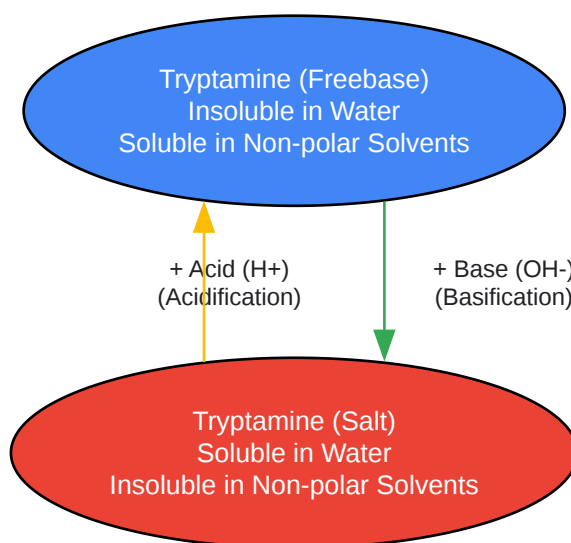 Tryptamine (Freebase)
Insoluble in Water
Soluble in Non-polar Solvents
+ Acid (H+)
(Acidification)
+ Base (OH-)
(Basification)
Tryptamine (Salt)
Soluble in Water
Insoluble in Non-polar Solvents